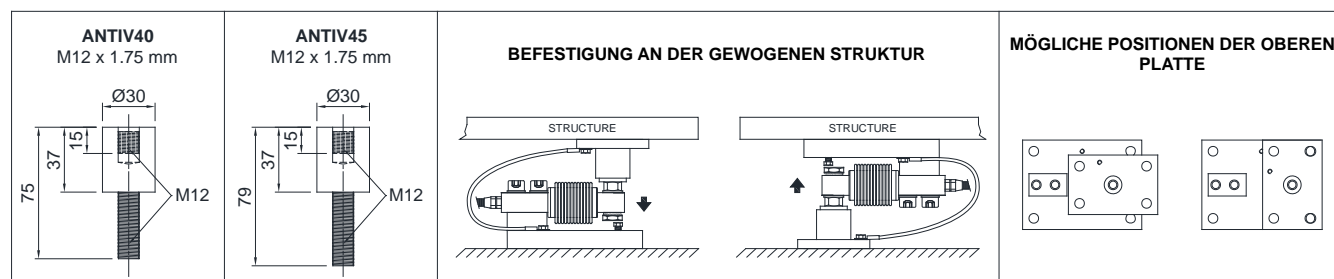 ANTIV40
M12 x 1.75 mm
Ø30
15
37
75
M12
ANTIV45
M12 x 1.75 mm
Ø30
15
37
79
M12
BEFESTIGUNG AN DER GEWOGENEN STRUKTUR
STRUCTURE
STRUCTURE
MÖGLICHE POSITIONEN DER OBEREN
PLATTE